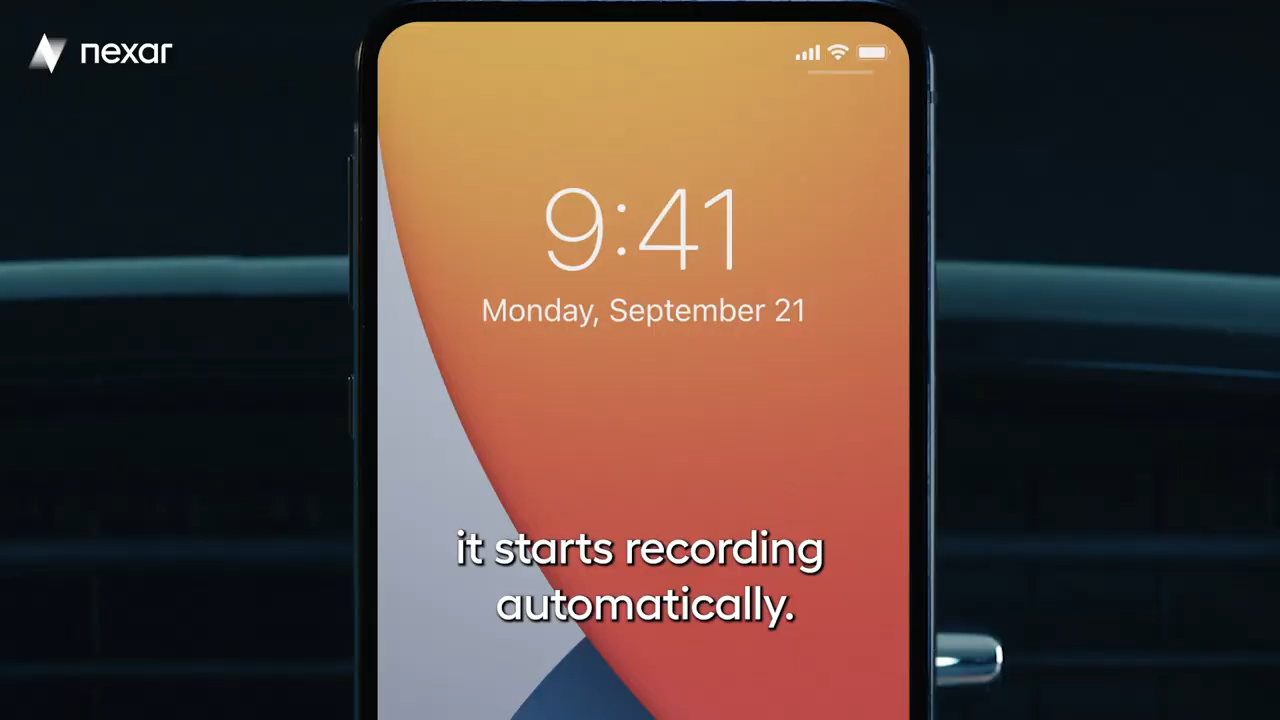 nexar
9:41
Monday, September 21
it starts recording
automatically.